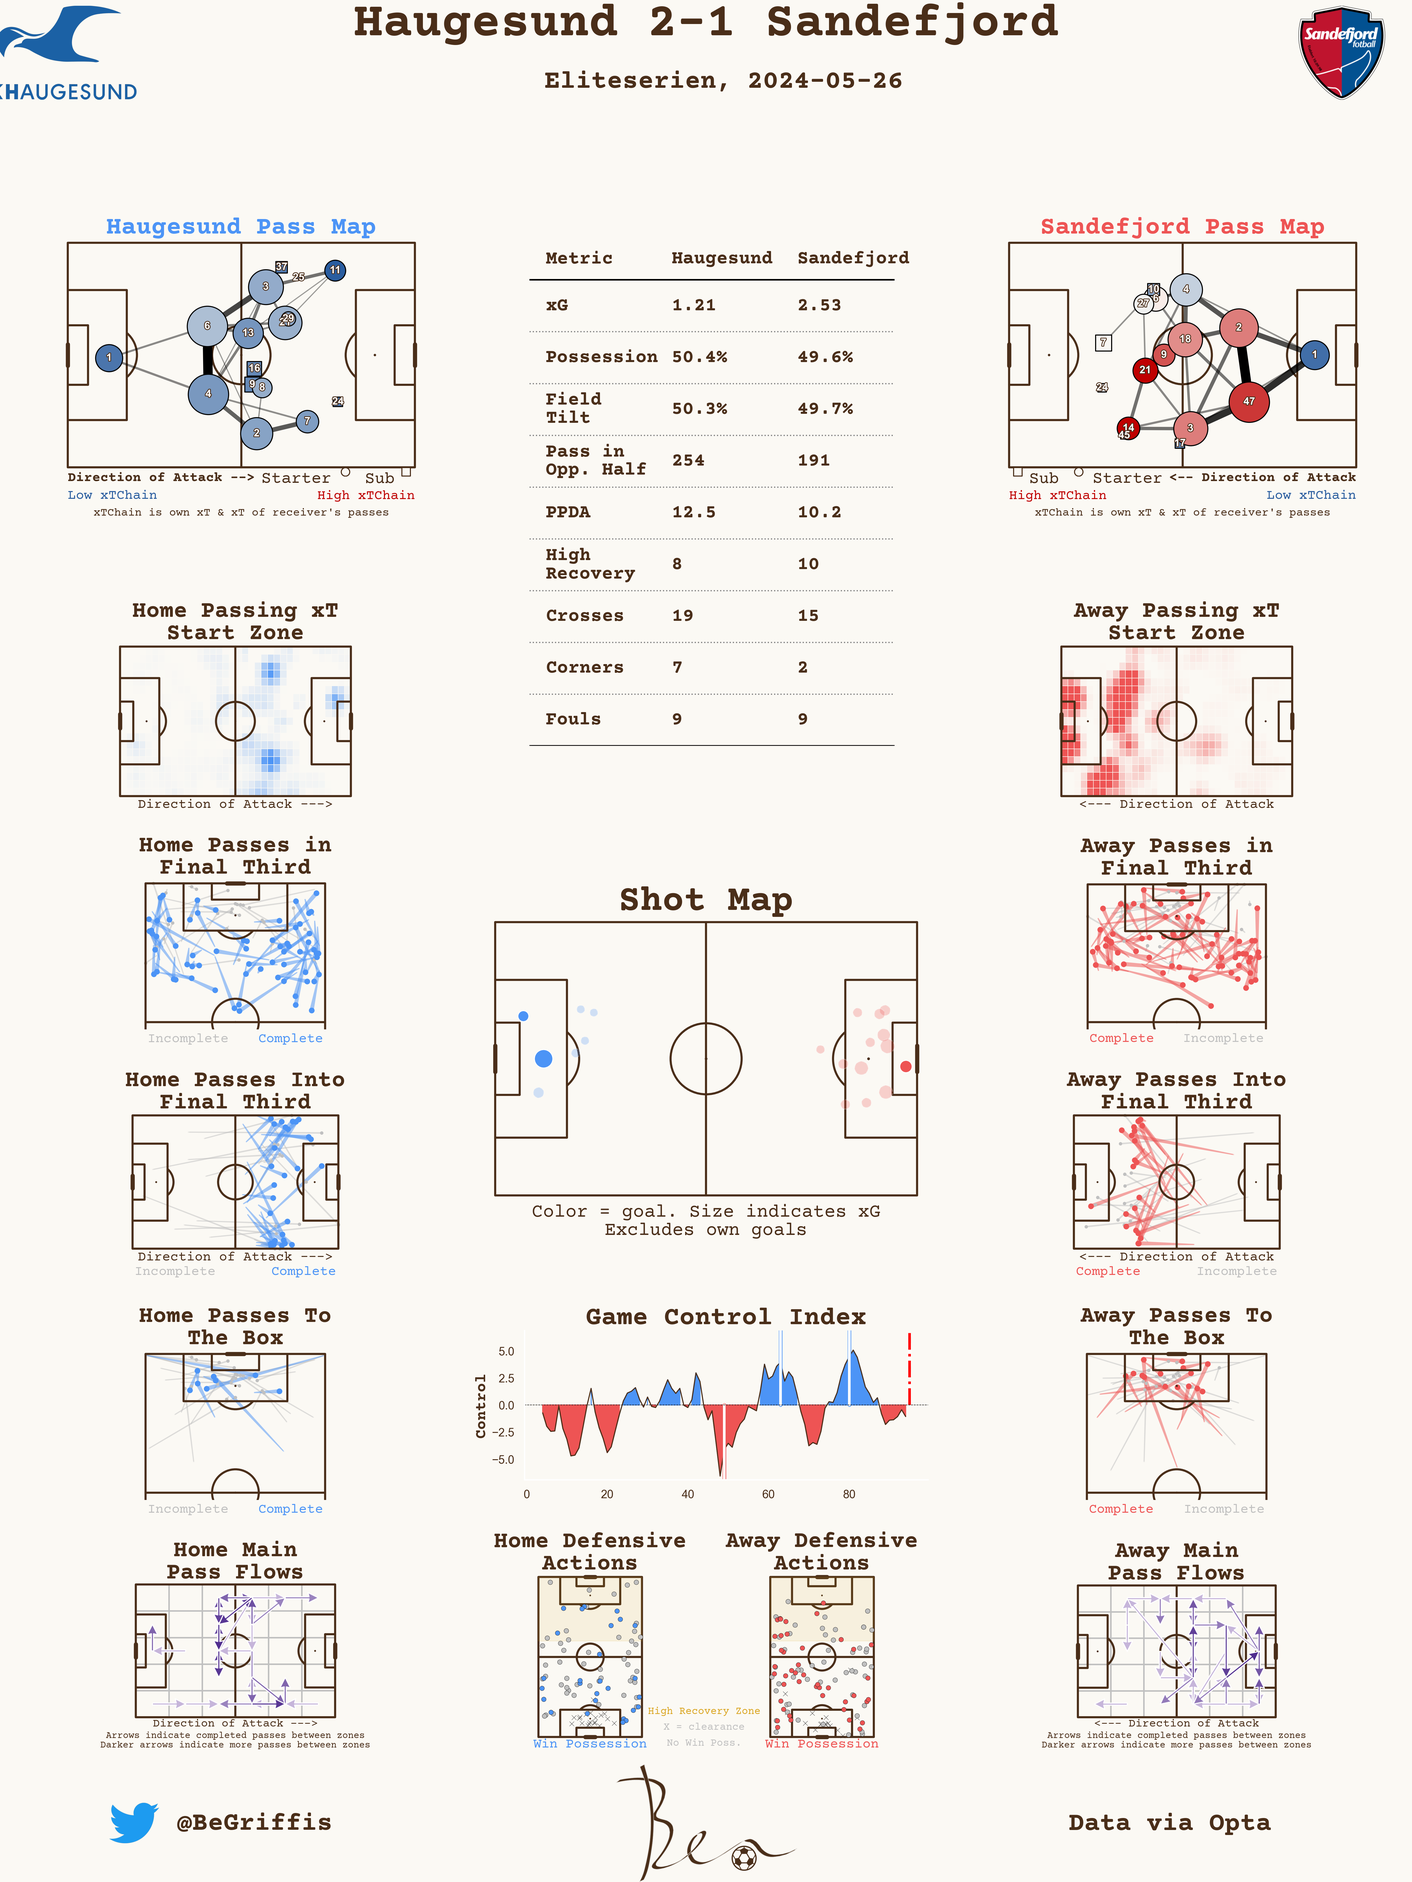 Haugesund 2-1 Sandefjord
Eliteserien, 2024-05-26
KHAUGESUND
Sandefjord
fotball
Haugesund Pass Map
37
25
11
3
29
6
13
1
16
9
8
4
24
7
2
Direction of Attack --> Starter Sub
Low xTChain High xTChain
xTChain is own xT & xT of receiver's passes
Metric Haugesund Sandefjord
xG 1.21 2.53
Possession 50.4% 49.6%
Field
Tilt 50.3% 49.7%
Pass in
Opp. Half 254 191
PPDA 12.5 10.2
High
Recovery 8 10
Crosses 19 15
Corners 7 2
Fouls 9 9
Sandefjord Pass Map
10
4
27
2
18
7
9
1
21
24
47
14
45
3
17
Sub Starter <-- Direction of Attack
High xTChain Low xTChain
xTChain is own xT & xT of receiver's passes
Home Passing xT
Start Zone
Direction of Attack --->
Away Passing xT
Start Zone
<--- Direction of Attack
Home Passes in
Final Third
Incomplete Complete
Away Passes in
Final Third
Complete Incomplete
Shot Map
Color = goal. Size indicates xG
Excludes own goals
Home Passes Into
Final Third
Direction of Attack --->
Incomplete Complete
Away Passes Into
Final Third
<--- Direction of Attack
Complete Incomplete
Home Passes To
The Box
Incomplete Complete
Game Control Index
Control
5.0
2.5
0.0
−2.5
−5.0
0 20 40 60 80
Away Passes To
The Box
Complete Incomplete
Home Main
Pass Flows
Direction of Attack --->
Arrows indicate completed passes between zones
Darker arrows indicate more passes between zones
Home Defensive
Actions
Win Possession
Away Defensive
Actions
Win Possession
High Recovery Zone
X = clearance
No Win Poss.
Away Main
Pass Flows
<--- Direction of Attack
Arrows indicate completed passes between zones
Darker arrows indicate more passes between zones
@BeGriffis
Ben
Data via Opta